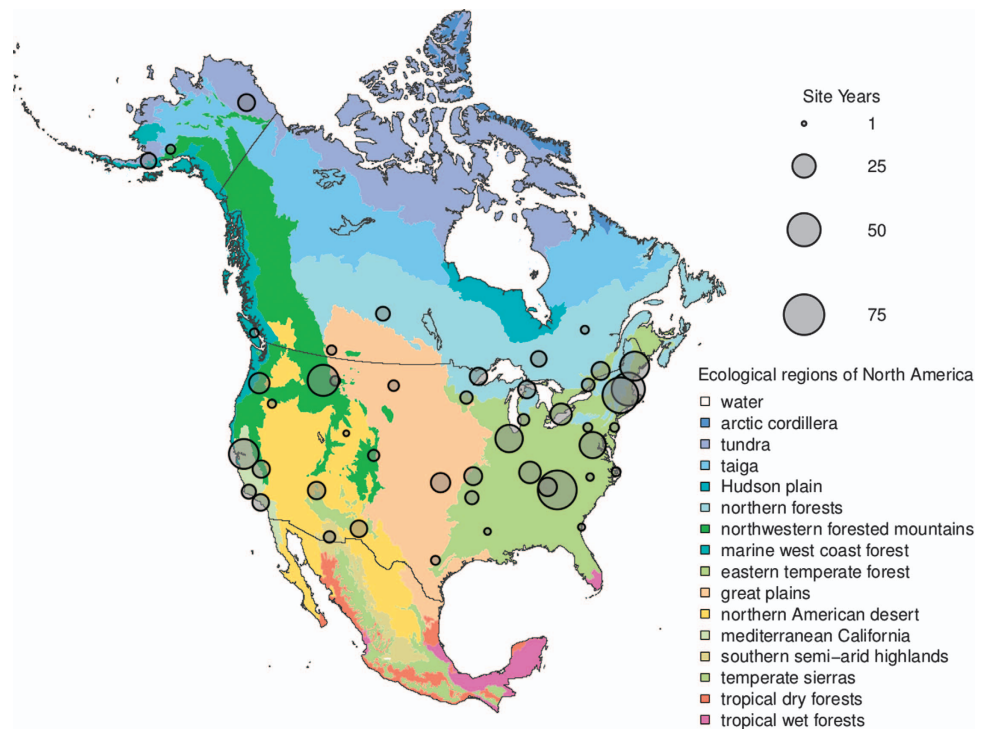 Site Years
1
25
50
75
Ecological regions of North America
water
arctic cordillera
tundra
taiga
Hudson plain
northern forests
northwestern forested mountains
marine west coast forest
eastern temperate forest
great plains
northern American desert
mediterranean California
southern semi−arid highlands
temperate sierras
tropical dry forests
tropical wet forests